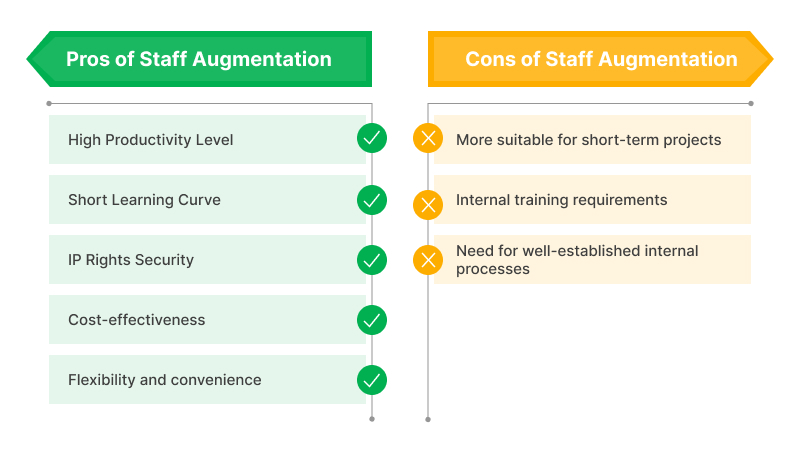 Pros of Staff Augmentation
High Productivity Level
Short Learning Curve
IP Rights Security
Cost-effectiveness
Flexibility and convenience
Cons of Staff Augmentation
More suitable for short-term projects
Internal training requirements
Need for well-established internal
processes